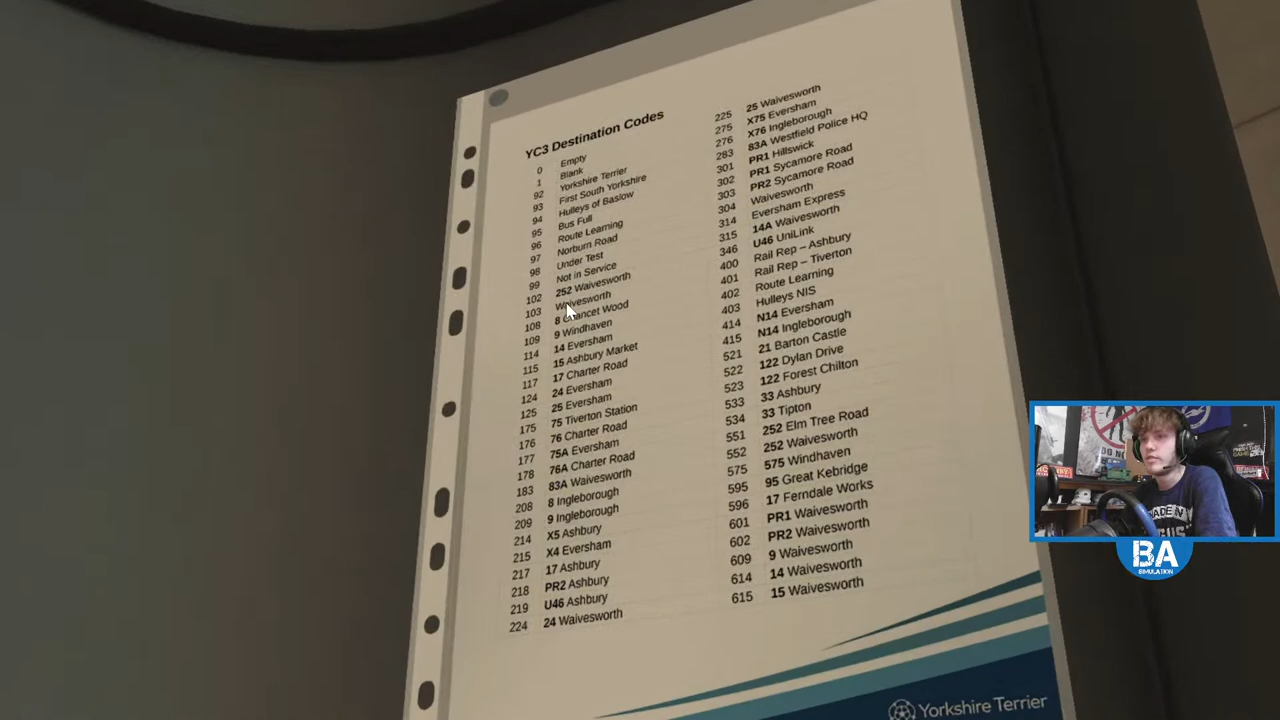 YC3 Destination Codes
0 Empty
1 Blank
92 Yorkshire Terrier
93 First South Yorkshire
94 Hulleys of Baslow
95 Bus Full
96 Route Learning
97 Norburn Road
98 Under Test
99 Not in Service
102 252 Waivesworth
103 Waivesworth
108 8 Chancet Wood
109 9 Windhaven
114 14 Eversham
115 15 Ashbury Market
117 17 Charter Road
124 24 Eversham
125 25 Eversham
175 75 Tiverton Station
176 76 Charter Road
177 75A Eversham
178 76A Charter Road
183 83A Waivesworth
208 8 Ingleborough
209 9 Ingleborough
214 X5 Ashbury
215 X4 Eversham
217 17 Ashbury
218 PR2 Ashbury
219 U46 Ashbury
224 24 Waivesworth
225 25 Waivesworth
275 X75 Eversham
276 X76 Ingleborough
283 83A Westfield Police HQ
301 PR1 Hillswick
302 PR1 Sycamore Road
303 PR2 Sycamore Road
304 Waivesworth
314 Eversham Express
315 14A Waivesworth
346 U46 UniLink
400 Rail Rep – Ashbury
401 Rail Rep – Tiverton
402 Route Learning
403 Hulleys NIS
414 N14 Eversham
415 N14 Ingleborough
521 21 Barton Castle
522 122 Dylan Drive
523 122 Forest Chilton
533 33 Ashbury
534 33 Tipton
551 252 Elm Tree Road
552 252 Waivesworth
575 575 Windhaven
595 95 Great Kebridge
596 17 Ferndale Works
601 PR1 Waivesworth
602 PR2 Waivesworth
609 9 Waivesworth
614 14 Waivesworth
615 15 Waivesworth
Yorkshire Terrier
BA
SIMULATION